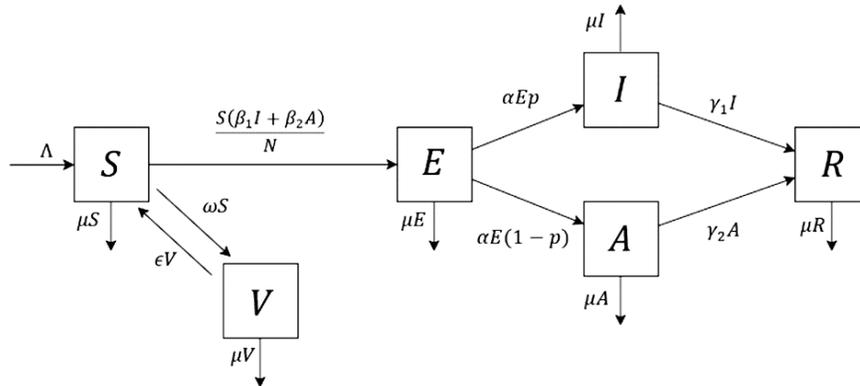 μI
I
αEp
γ₁I
S(β₁I + β₂A)
N
Λ
S
E
R
μS
ωS
μE
αE(1 − p)
A
γ₂A
μR
ϵV
V
μA
μV